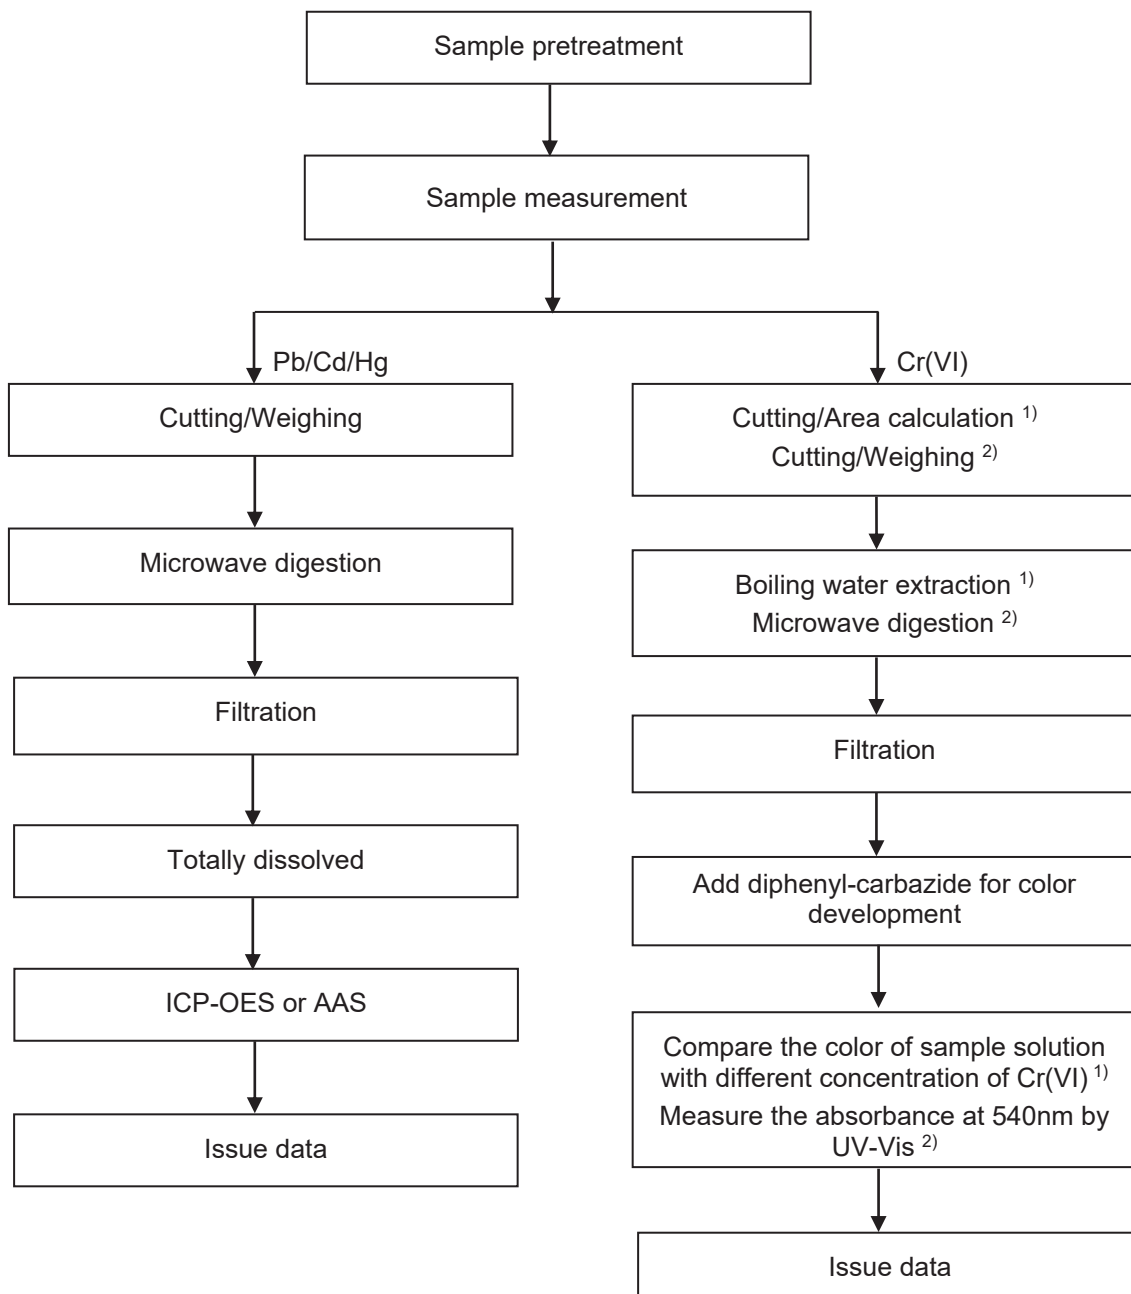 Sample pretreatment
Sample measurement
Pb/Cd/Hg
Cutting/Weighing
Microwave digestion
Filtration
Totally dissolved
ICP-OES or AAS
Issue data
Cr(VI)
Cutting/Area calculation 1)
Cutting/Weighing 2)
Boiling water extraction 1)
Microwave digestion 2)
Filtration
Add diphenyl-carbazide for color
development
Compare the color of sample solution
with different concentration of Cr(VI) 1)
Measure the absorbance at 540nm by
UV-Vis 2)
Issue data